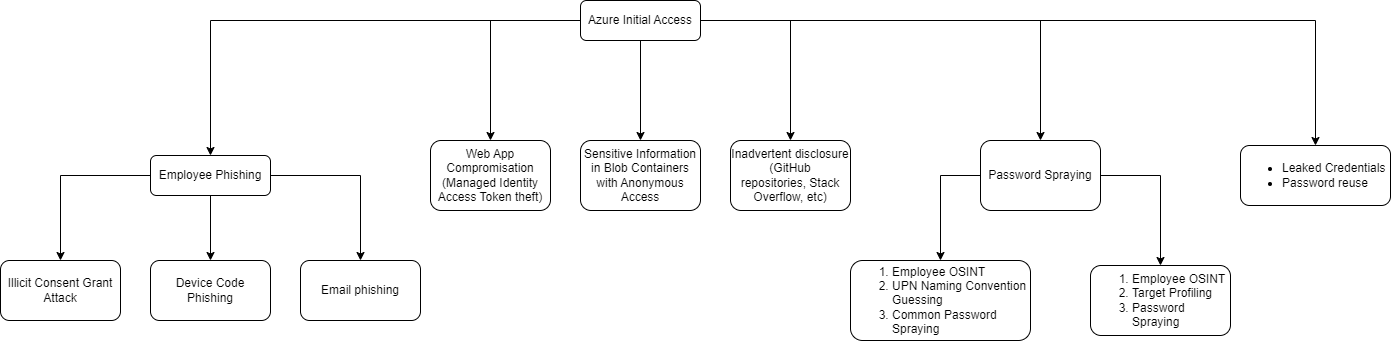 Azure Initial Access
Employee Phishing
Web App
Compromisation
(Managed Identity
Access Token theft)
Sensitive Information
in Blob Containers
with Anonymous
Access
Inadvertent disclosure
(GitHub
repositories, Stack
Overflow, etc)
Password Spraying
• Leaked Credentials
• Password reuse
Illicit Consent Grant
Attack
Device Code
Phishing
Email phishing
1. Employee OSINT
2. UPN Naming Convention
Guessing
3. Common Password
Spraying
1. Employee OSINT
2. Target Profiling
3. Password
Spraying